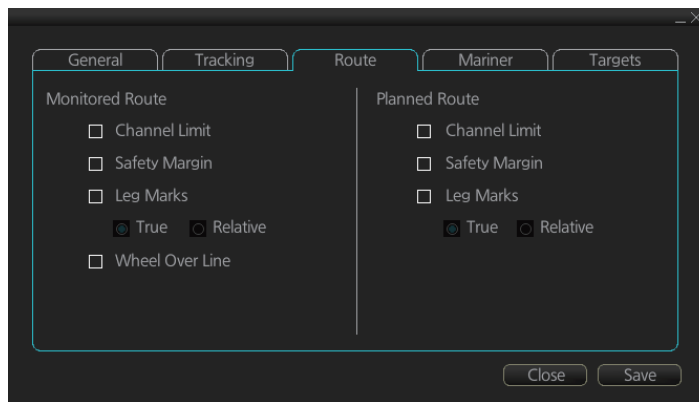 General Tracking Route Mariner Targets
Monitored Route
Channel Limit
Safety Margin
Leg Marks
True Relative
Wheel Over Line
Planned Route
Channel Limit
Safety Margin
Leg Marks
True Relative
Close Save